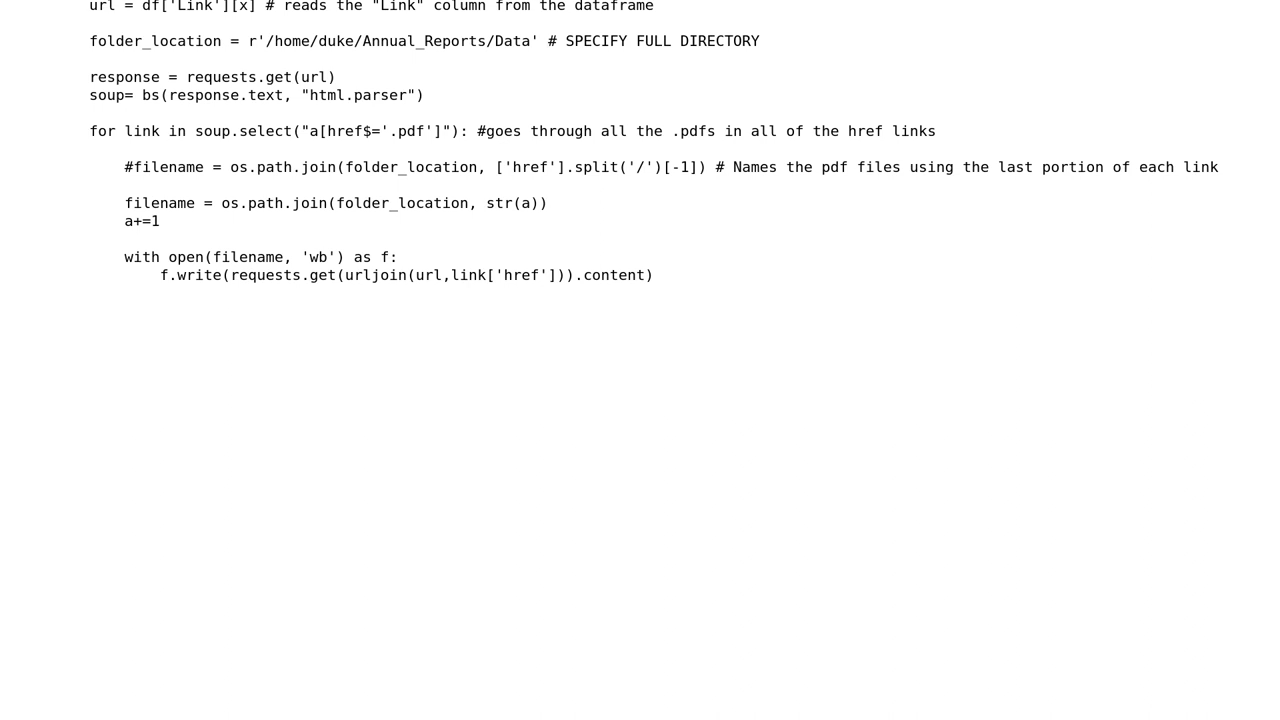 url = df['Link'][x] # reads the "Link" column from the dataframe
folder_location = r'/home/duke/Annual_Reports/Data' # SPECIFY FULL DIRECTORY
response = requests.get(url)
soup= bs(response.text, "html.parser")
for link in soup.select("a[href$='.pdf']"): #goes through all the .pdfs in all of the href links
#filename = os.path.join(folder_location, ['href'].split('/')[-1]) # Names the pdf files using the last portion of each link
filename = os.path.join(folder_location, str(a))
a+=1
with open(filename, 'wb') as f:
f.write(requests.get(urljoin(url,link['href'])).content)